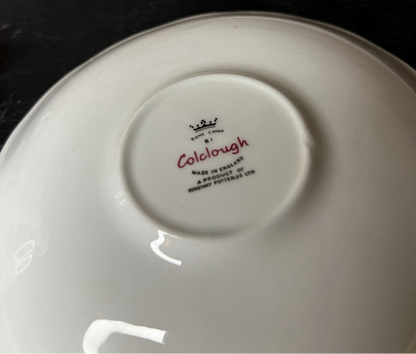 BONE CHINA
Colclough
MADE IN ENGLAND
A PRODUCT OF
RIDGWAY POTTERIES LTD